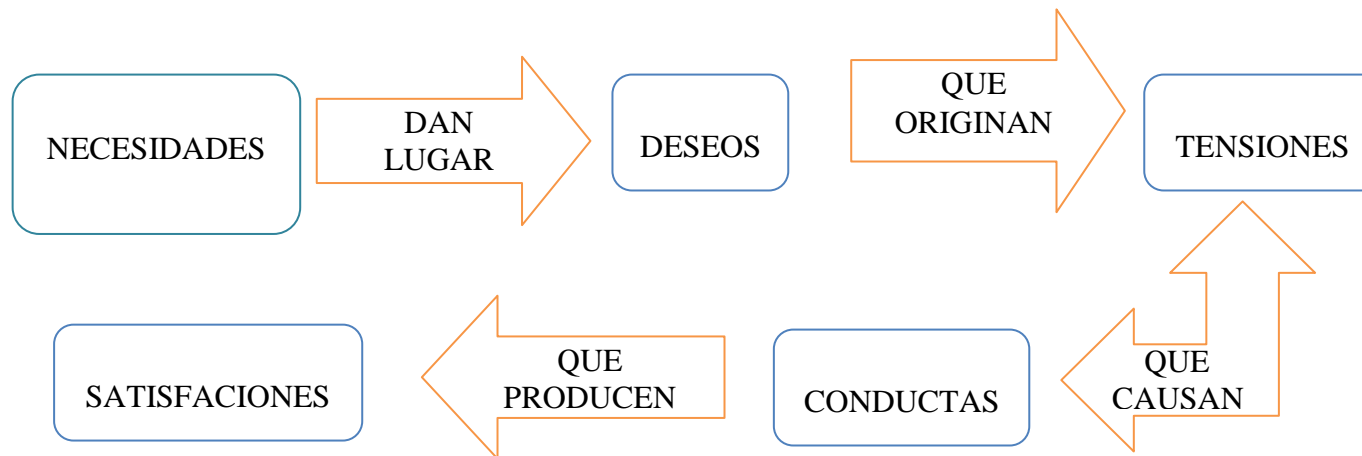 NECESIDADES
DAN
LUGAR
DESEOS
QUE
ORIGINAN
TENSIONES
QUE
CAUSAN
CONDUCTAS
QUE
PRODUCEN
SATISFACIONES